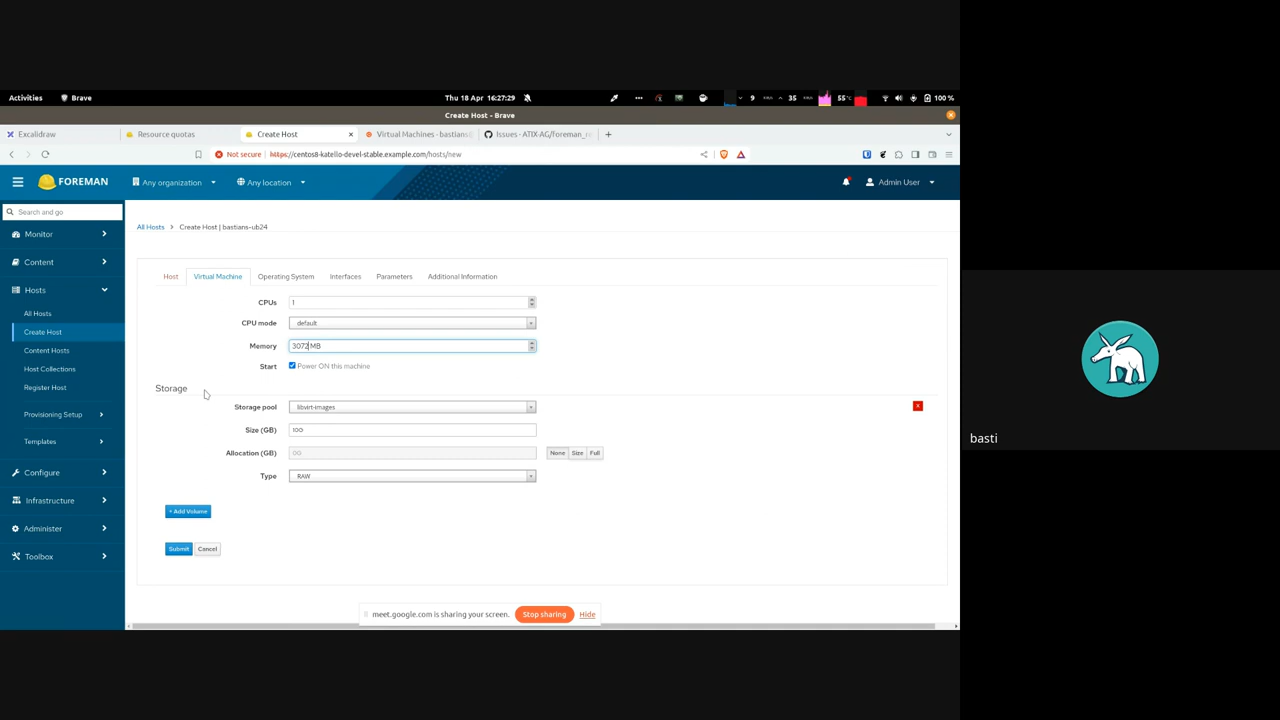 Activities Brave Thu 18 Apr 16:27:29 9 35 55°C 100 %
Create Host - Brave
Excalidraw Resource quotas Create Host Virtual Machines · bastians Issues · ATIX-AG/foreman_re
Not secure https://centos8-katello-devel-stable.example.com/hosts/new
FOREMAN Any organization Any location Admin User
Search and go
Monitor
Content
Hosts
All Hosts
Create Host
Content Hosts
Host Collections
Register Host
Provisioning Setup
Templates
Configure
Infrastructure
Administer
Toolbox
All Hosts > Create Host | bastians-ub24
Host Virtual Machine Operating System Interfaces Parameters Additional Information
CPUs 1
CPU mode default
Memory 3072 MB
Start Power ON this machine
Storage
Storage pool libvirt-images
Size (GB)
Allocation (GB) None Size Full
Type RAW
+ Add Volume
Submit Cancel
meet.google.com is sharing your screen. Stop sharing Hide
basti